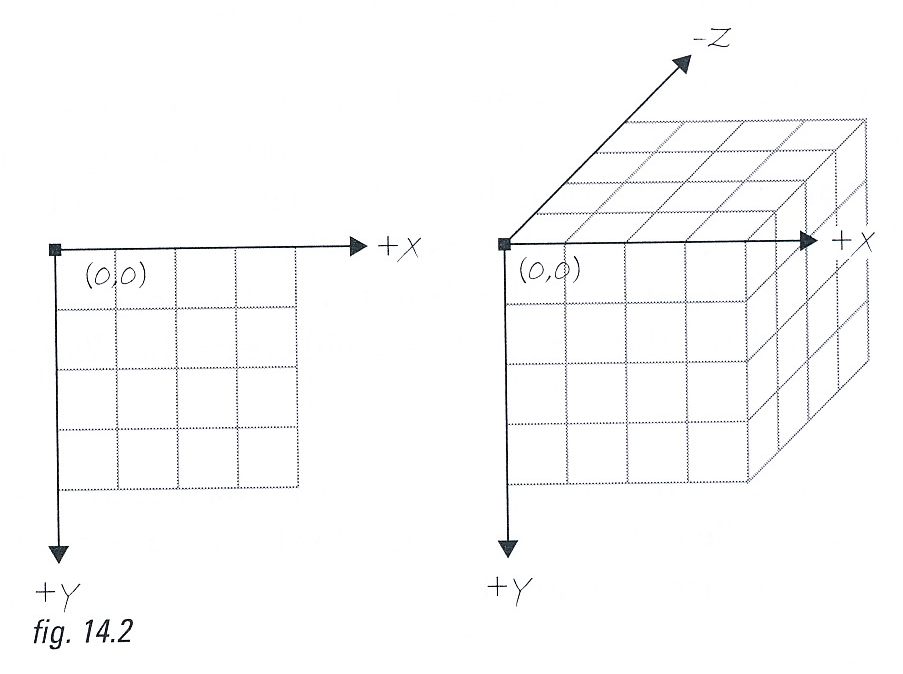 -Z
+X
(0,0)
+Y
+X
(0,0)
+Y
fig. 14.2